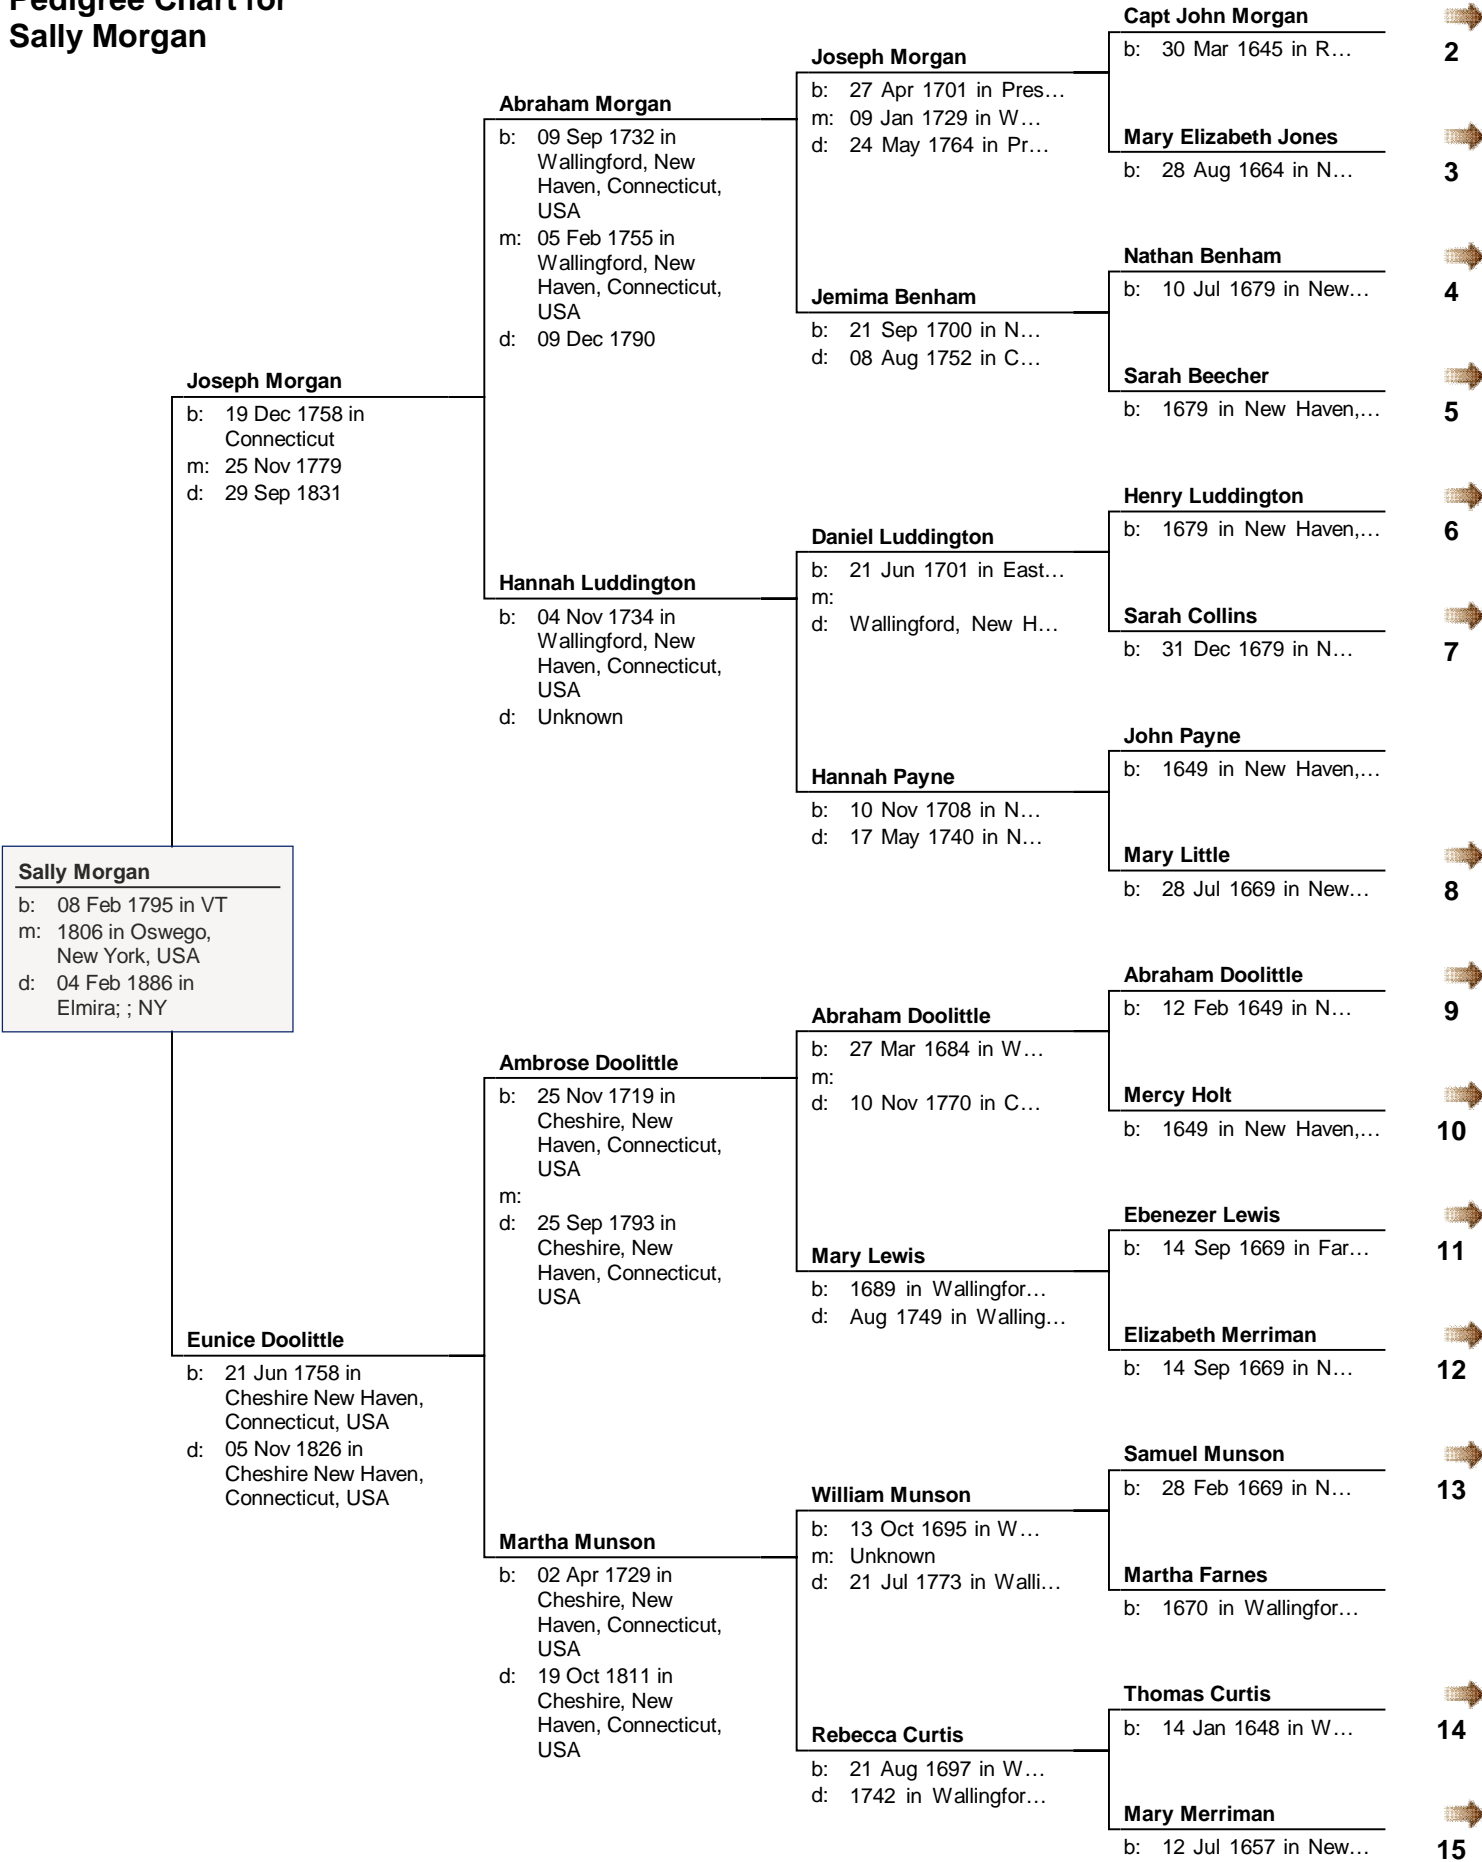 Pedigree Chart for
Sally Morgan
Sally Morgan
b: 08 Feb 1795 in VT
m: 1806 in Oswego,
New York, USA
d: 04 Feb 1886 in
Elmira; ; NY
Joseph Morgan
b: 19 Dec 1758 in
Connecticut
m: 25 Nov 1779
d: 29 Sep 1831
Eunice Doolittle
b: 21 Jun 1758 in
Cheshire New Haven,
Connecticut, USA
d: 05 Nov 1826 in
Cheshire New Haven,
Connecticut, USA
Abraham Morgan
b: 09 Sep 1732 in
Wallingford, New
Haven, Connecticut,
USA
m: 05 Feb 1755 in
Wallingford, New
Haven, Connecticut,
USA
d: 09 Dec 1790
Hannah Luddington
b: 04 Nov 1734 in
Wallingford, New
Haven, Connecticut,
USA
d: Unknown
Ambrose Doolittle
b: 25 Nov 1719 in
Cheshire, New
Haven, Connecticut,
USA
m:
d: 25 Sep 1793 in
Cheshire, New
Haven, Connecticut,
USA
Martha Munson
b: 02 Apr 1729 in
Cheshire, New
Haven, Connecticut,
USA
d: 19 Oct 1811 in
Cheshire, New
Haven, Connecticut,
USA
Joseph Morgan
b: 27 Apr 1701 in Pres…
m: 09 Jan 1729 in W…
d: 24 May 1764 in Pr…
Jemima Benham
b: 21 Sep 1700 in N…
d: 08 Aug 1752 in C…
Daniel Luddington
b: 21 Jun 1701 in East…
m:
d: Wallingford, New H…
Hannah Payne
b: 10 Nov 1708 in N…
d: 17 May 1740 in N…
Abraham Doolittle
b: 27 Mar 1684 in W…
m:
d: 10 Nov 1770 in C…
Mary Lewis
b: 1689 in Wallingfor…
d: Aug 1749 in Walling…
William Munson
b: 13 Oct 1695 in W…
m: Unknown
d: 21 Jul 1773 in Walli…
Rebecca Curtis
b: 21 Aug 1697 in W…
d: 1742 in Wallingfor…
Capt John Morgan
b: 30 Mar 1645 in R…
2
Mary Elizabeth Jones
b: 28 Aug 1664 in N…
3
Nathan Benham
b: 10 Jul 1679 in New…
4
Sarah Beecher
b: 1679 in New Haven,…
5
Henry Luddington
b: 1679 in New Haven,…
6
Sarah Collins
b: 31 Dec 1679 in N…
7
John Payne
b: 1649 in New Haven,…
Mary Little
b: 28 Jul 1669 in New…
8
Abraham Doolittle
b: 12 Feb 1649 in N…
9
Mercy Holt
b: 1649 in New Haven,…
10
Ebenezer Lewis
b: 14 Sep 1669 in Far…
11
Elizabeth Merriman
b: 14 Sep 1669 in N…
12
Samuel Munson
b: 28 Feb 1669 in N…
13
Martha Farnes
b: 1670 in Wallingfor…
Thomas Curtis
b: 14 Jan 1648 in W…
14
Mary Merriman
b: 12 Jul 1657 in New…
15